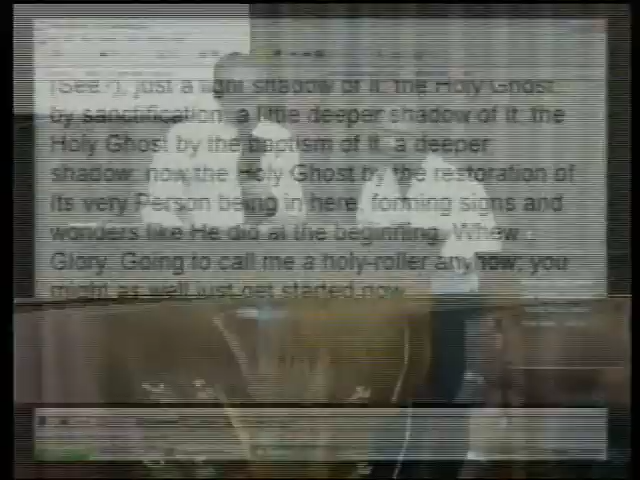 (See?), just a light shadow of it; the Holy Ghost
by sanctification, a little deeper shadow of it; the
Holy Ghost by the baptism of it, a deeper
shadow; now the Holy Ghost by the restoration of
its very Person being in here, forming signs and
wonders like He did at the beginning. Whew!
Glory. Going to call me a holy-roller anyhow; you
might as well just get started now.